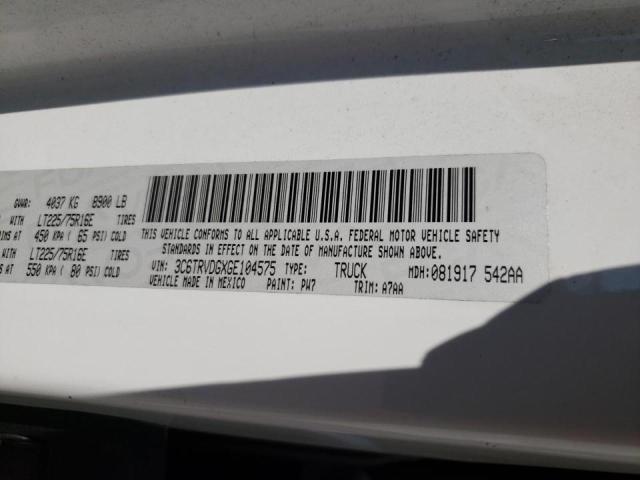 GVWR: 4037 KG 8900 LB
WITH LT225/75R16E TIRES
IMS AT 450 KPA ( 65 PSI) COLD
WITH LT225/75R16E TIRES
AT 550 KPA ( 80 PSI) COLD
THIS VEHICLE CONFORMS TO ALL APPLICABLE U.S.A. FEDERAL MOTOR VEHICLE SAFETY
STANDARDS IN EFFECT ON THE DATE OF MANUFACTURE SHOWN ABOVE.
VIN: 3C6TRVDGXGE104575 TYPE: TRUCK MDH: 081917 542AA
VEHICLE MADE IN MEXICO PAINT: PW7 TRIM: A7AA